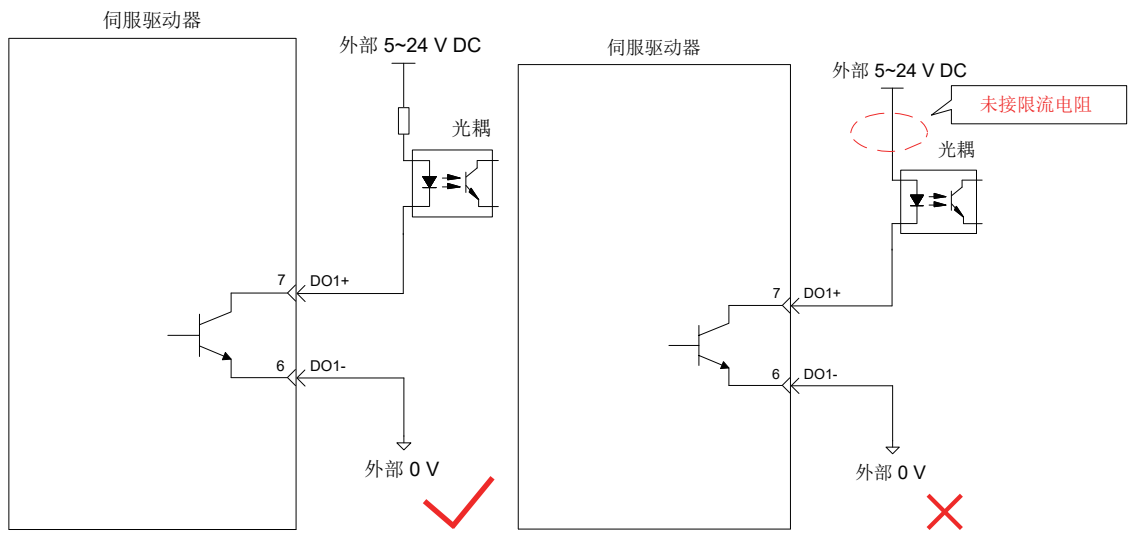 伺服驱动器
外部 5~24 V DC
光耦
7
DO1+
6
DO1-
外部 0 V
伺服驱动器
外部 5~24 V DC
未接限流电阻
光耦
7
DO1+
6
DO1-
外部 0 V